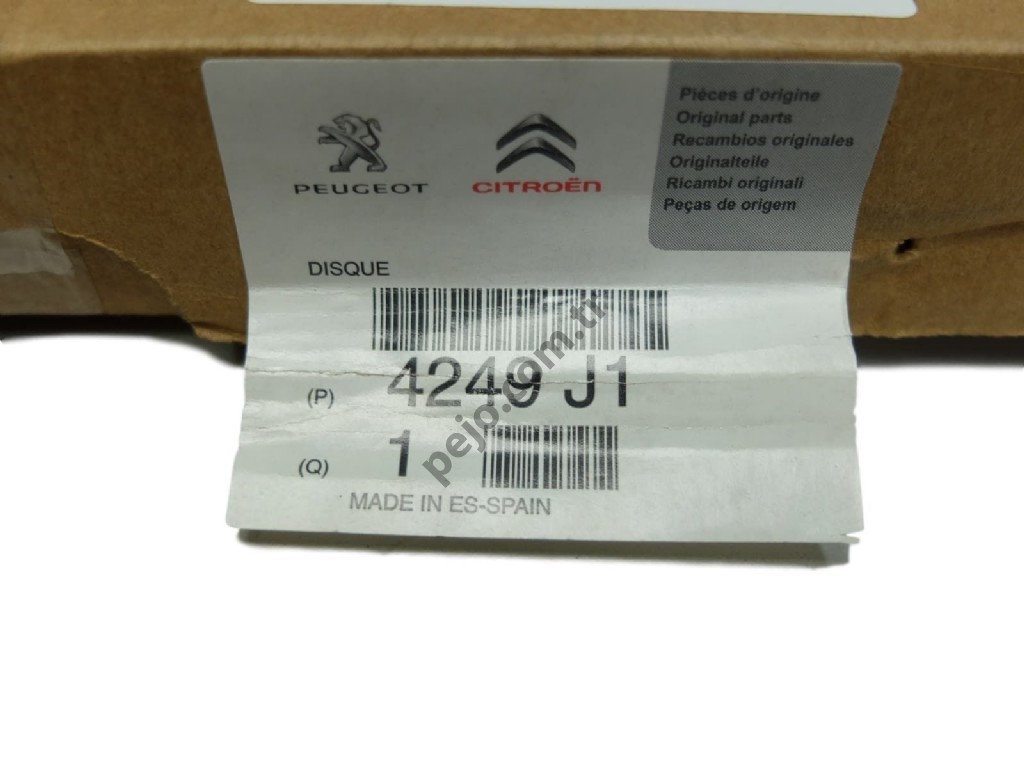 PEUGEOT
CITROËN
Pièces d'origine
Original parts
Recambios originales
Originalteile
Ricambi originali
Peças de origem
DISQUE
(P) 4249 J1
(Q) 1
MADE IN ES-SPAIN
pejo.com.tr